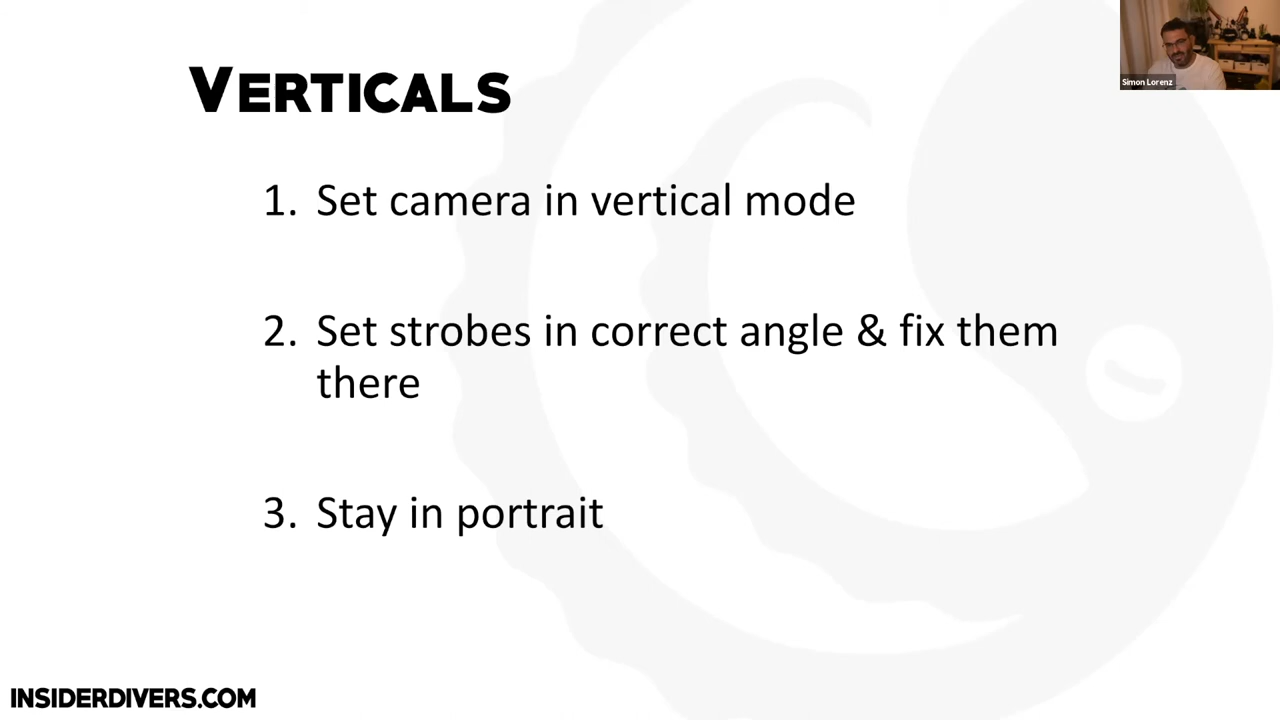 VERTICALS
1. Set camera in vertical mode
2. Set strobes in correct angle & fix them
there
3. Stay in portrait
Simon Lorenz
INSIDERDIVERS.COM